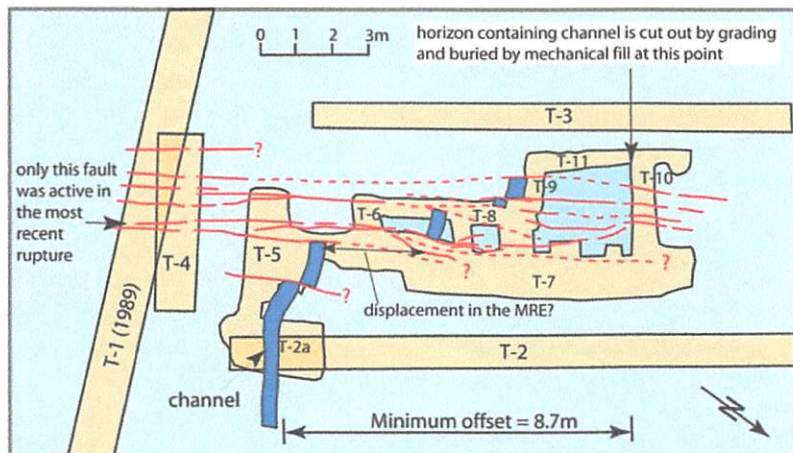 0 1 2 3m
horizon containing channel is cut out by grading
and buried by mechanical fill at this point
T-3
?
T-11
only this fault
was active in
the most
recent
rupture
T-9
T-10
T-6
T-8
T-5
T-4
?
?
T-7
?
displacement in the MRE?
T-1 (1989)
T-2a
T-2
channel
N
Minimum offset = 8.7m